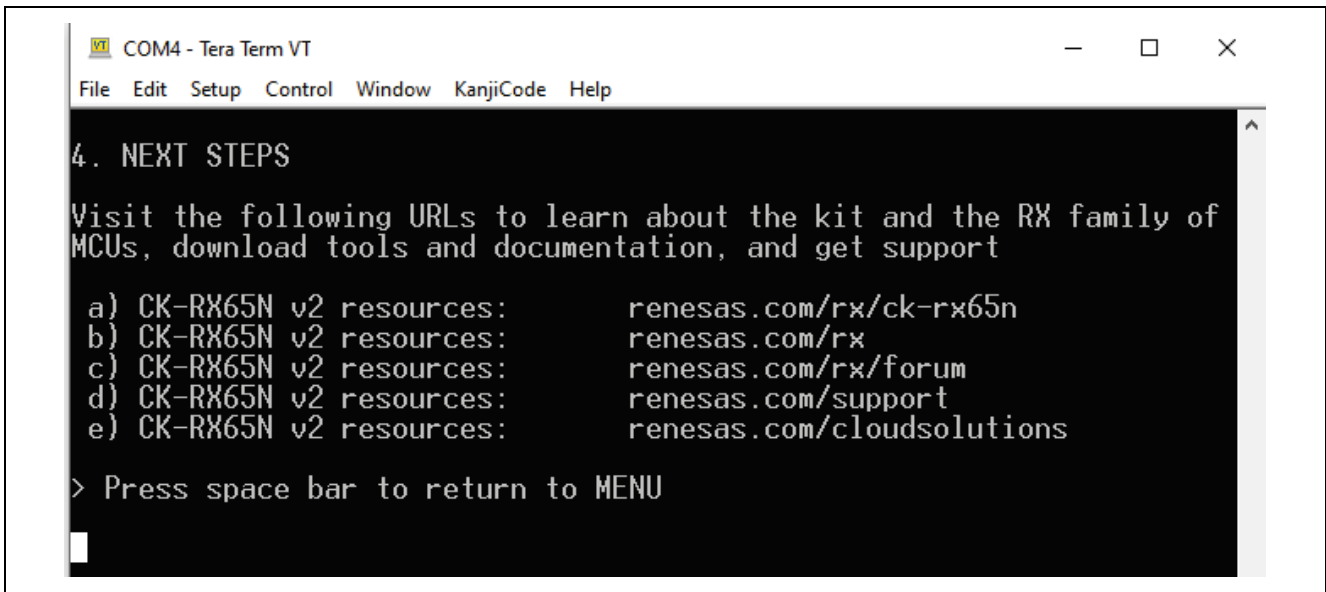 COM4 - Tera Term VT
File Edit Setup Control Window KanjiCode Help
4. NEXT STEPS
Visit the following URLs to learn about the kit and the RX family of
MCUs, download tools and documentation, and get support
a) CK-RX65N v2 resources: renesas.com/rx/ck-rx65n
b) CK-RX65N v2 resources: renesas.com/rx
c) CK-RX65N v2 resources: renesas.com/rx/forum
d) CK-RX65N v2 resources: renesas.com/support
e) CK-RX65N v2 resources: renesas.com/cloudsolutions
> Press space bar to return to MENU